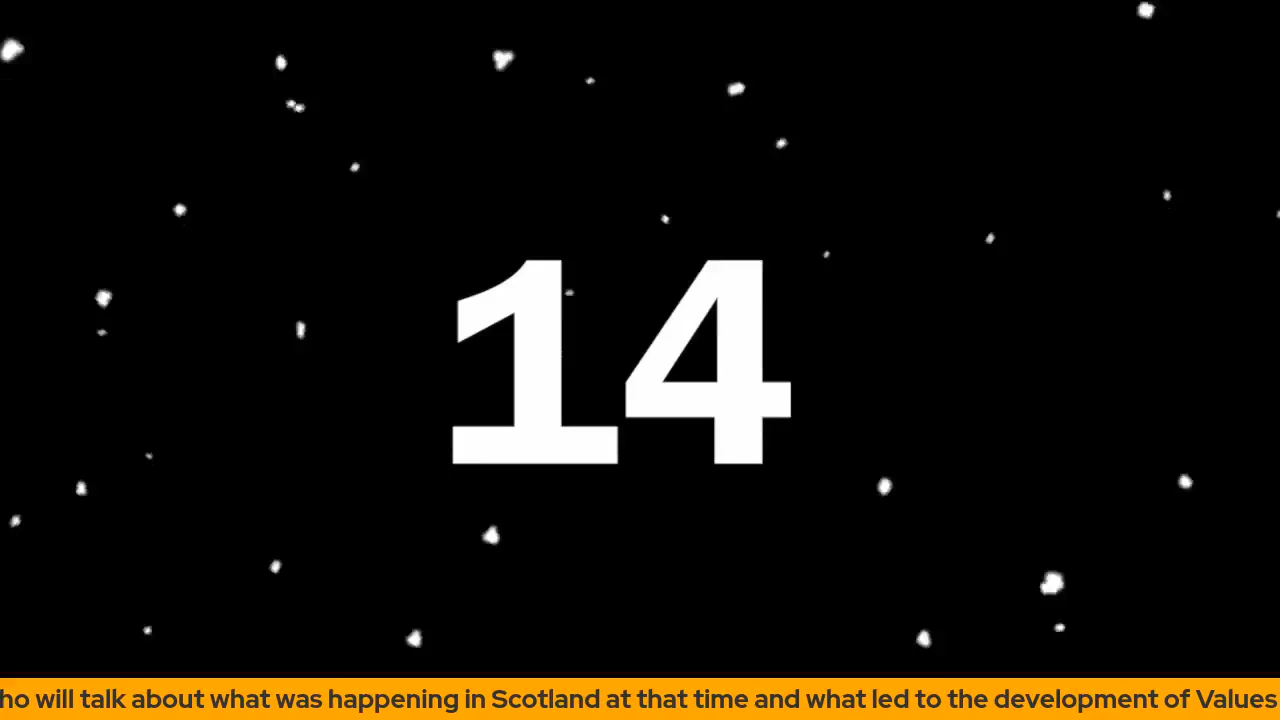 14
ho will talk about what was happening in Scotland at that time and what led to the development of Values